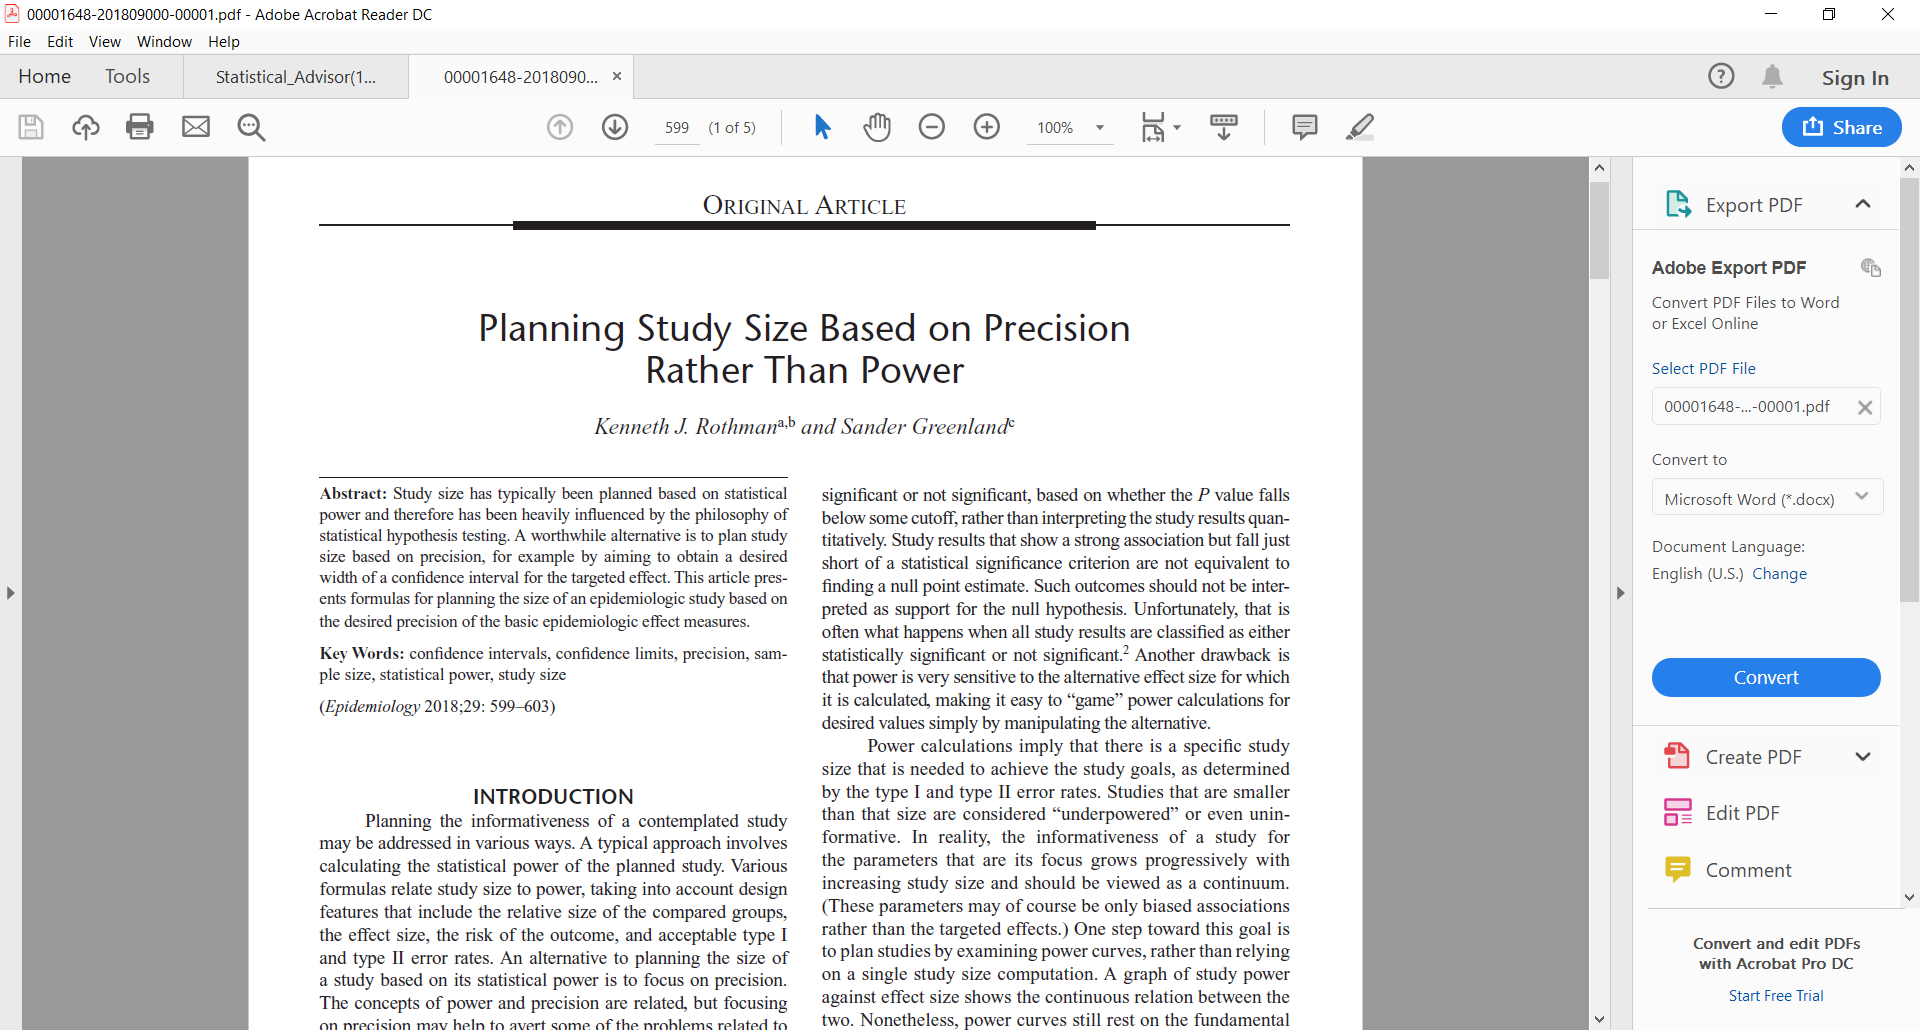 00001648-201809000-00001.pdf - Adobe Acrobat Reader DC
File Edit View Window Help
Home Tools Statistical_Advisor(1... 00001648-2018090... × ? Sign In
599 (1 of 5) 100% Share
ORIGINAL ARTICLE
Planning Study Size Based on Precision
Rather Than Power
Kenneth J. Rothmana,b and Sander Greenlandc
Abstract: Study size has typically been planned based on statistical
power and therefore has been heavily influenced by the philosophy of
statistical hypothesis testing. A worthwhile alternative is to plan study
size based on precision, for example by aiming to obtain a desired
width of a confidence interval for the targeted effect. This article pres-
ents formulas for planning the size of an epidemiologic study based on
the desired precision of the basic epidemiologic effect measures.
Key Words: confidence intervals, confidence limits, precision, sam-
ple size, statistical power, study size
(Epidemiology 2018;29: 599–603)
INTRODUCTION
Planning the informativeness of a contemplated study
may be addressed in various ways. A typical approach involves
calculating the statistical power of the planned study. Various
formulas relate study size to power, taking into account design
features that include the relative size of the compared groups,
the effect size, the risk of the outcome, and acceptable type I
and type II error rates. An alternative to planning the size of
a study based on its statistical power is to focus on precision.
The concepts of power and precision are related, but focusing
on precision may help to avert some of the problems related to
significant or not significant, based on whether the P value falls
below some cutoff, rather than interpreting the study results quan-
titatively. Study results that show a strong association but fall just
short of a statistical significance criterion are not equivalent to
finding a null point estimate. Such outcomes should not be inter-
preted as support for the null hypothesis. Unfortunately, that is
often what happens when all study results are classified as either
statistically significant or not significant.2 Another drawback is
that power is very sensitive to the alternative effect size for which
it is calculated, making it easy to “game” power calculations for
desired values simply by manipulating the alternative.
Power calculations imply that there is a specific study
size that is needed to achieve the study goals, as determined
by the type I and type II error rates. Studies that are smaller
than that size are considered “underpowered” or even unin-
formative. In reality, the informativeness of a study for
the parameters that are its focus grows progressively with
increasing study size and should be viewed as a continuum.
(These parameters may of course be only biased associations
rather than the targeted effects.) One step toward this goal is
to plan studies by examining power curves, rather than relying
on a single study size computation. A graph of study power
against effect size shows the continuous relation between the
two. Nonetheless, power curves still rest on the fundamental
Export PDF
Adobe Export PDF
Convert PDF Files to Word
or Excel Online
Select PDF File
00001648-...-00001.pdf
Convert to
Microsoft Word (*.docx)
Document Language:
English (U.S.) Change
Convert
Create PDF
Edit PDF
Comment
Convert and edit PDFs
with Acrobat Pro DC
Start Free Trial